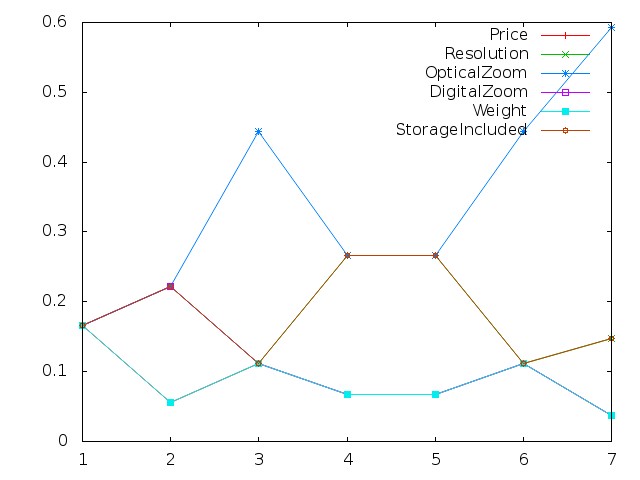 0.6
0.5
0.4
0.3
0.2
0.1
0
1 2 3 4 5 6 7
Price
Resolution
OpticalZoom
DigitalZoom
Weight
StorageIncluded